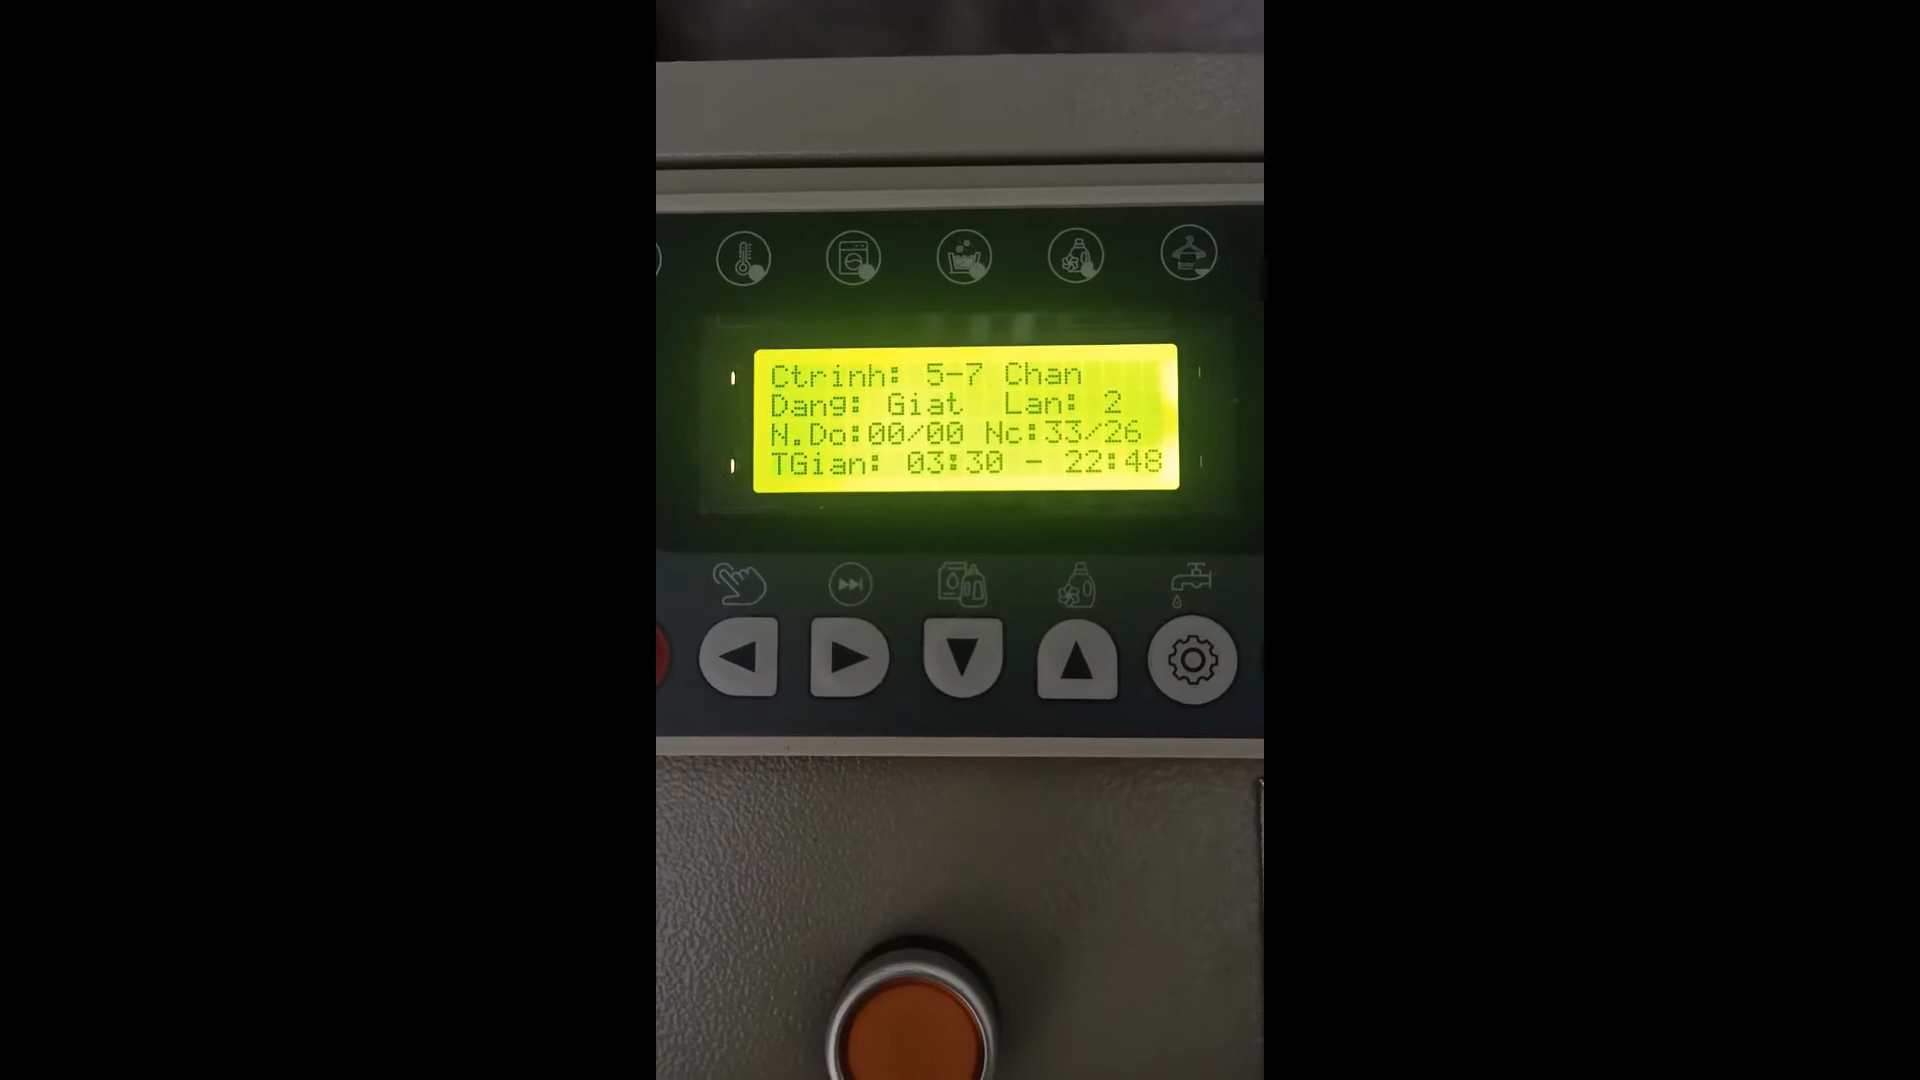 Ctrinh: 5-7 Chan
Dang: Giat Lan: 2
N.Do:00/00 Nc:33/26
TGian: 03:30 - 22:48